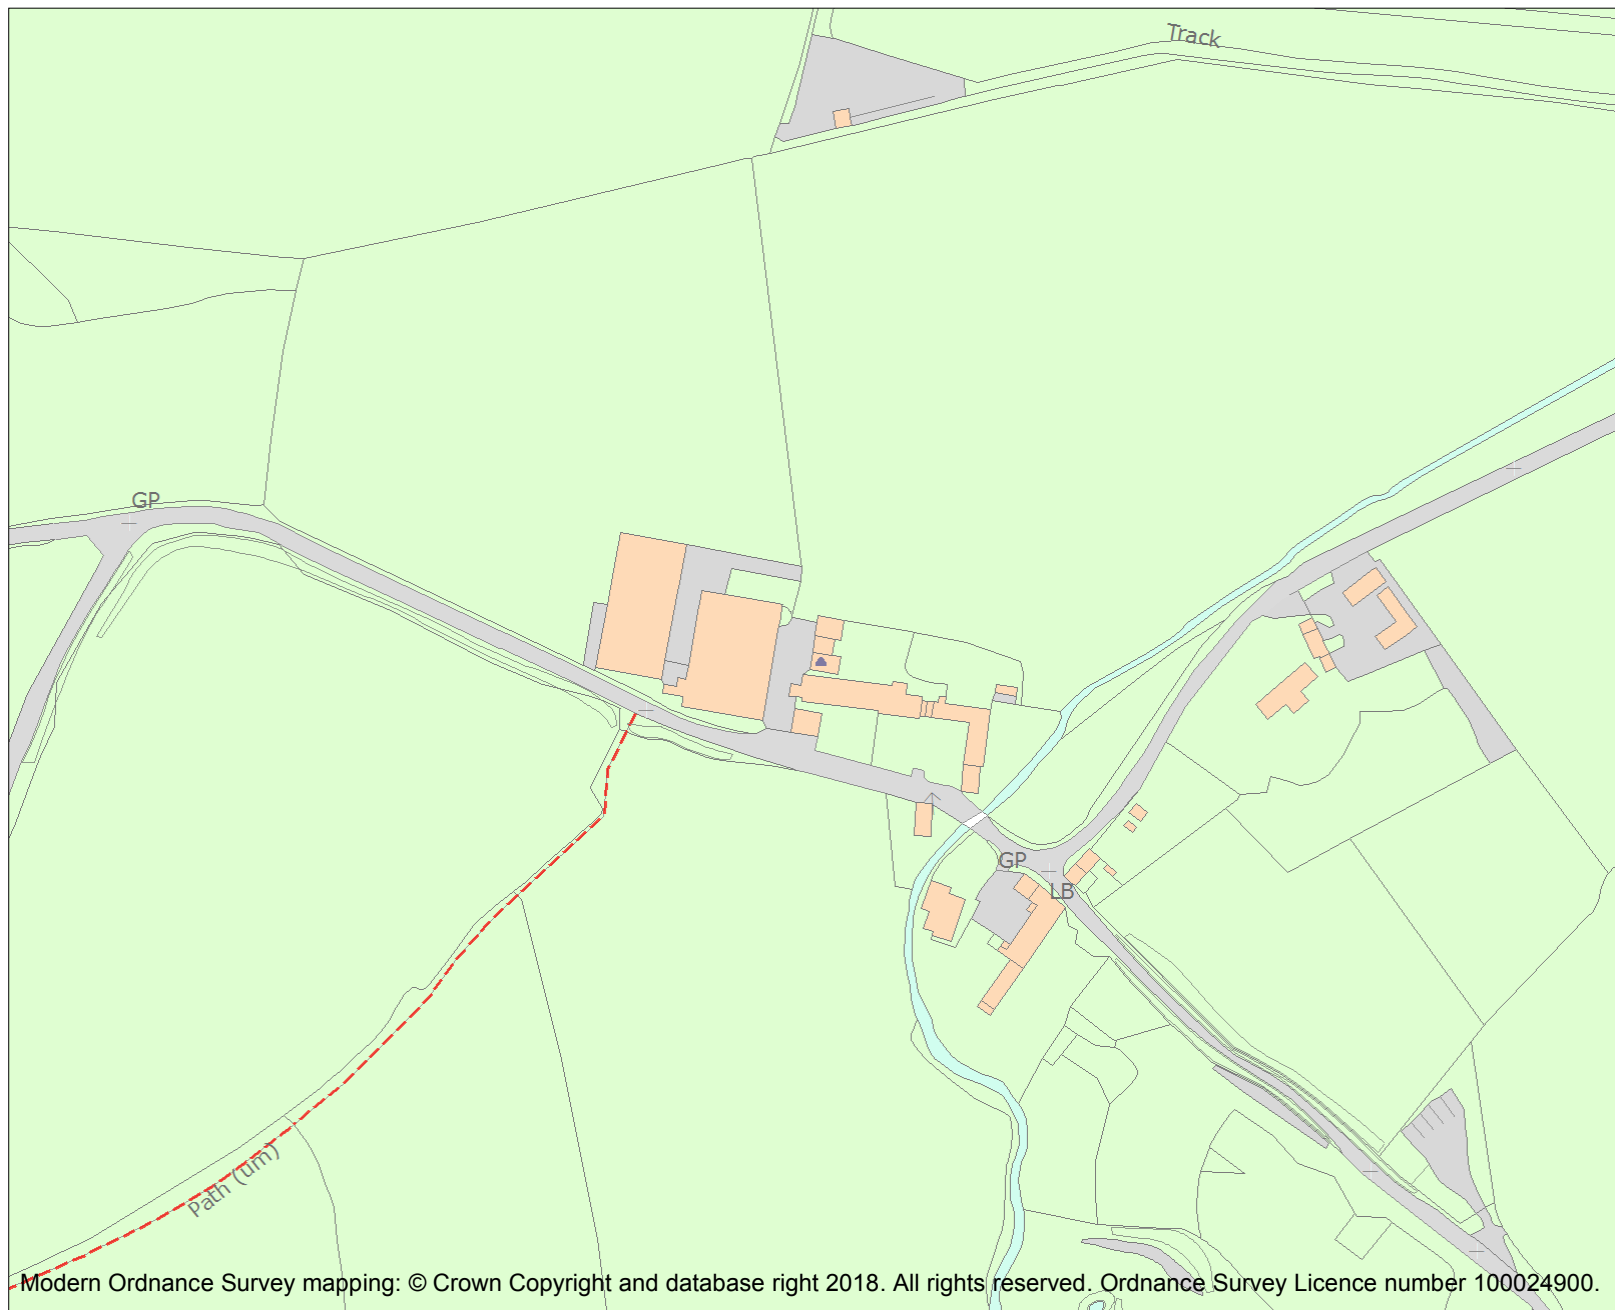 Track
GP
GP
LB
Path (um)
Modern Ordnance Survey mapping: © Crown Copyright and database right 2018. All rights reserved. Ordnance Survey Licence number 100024900.